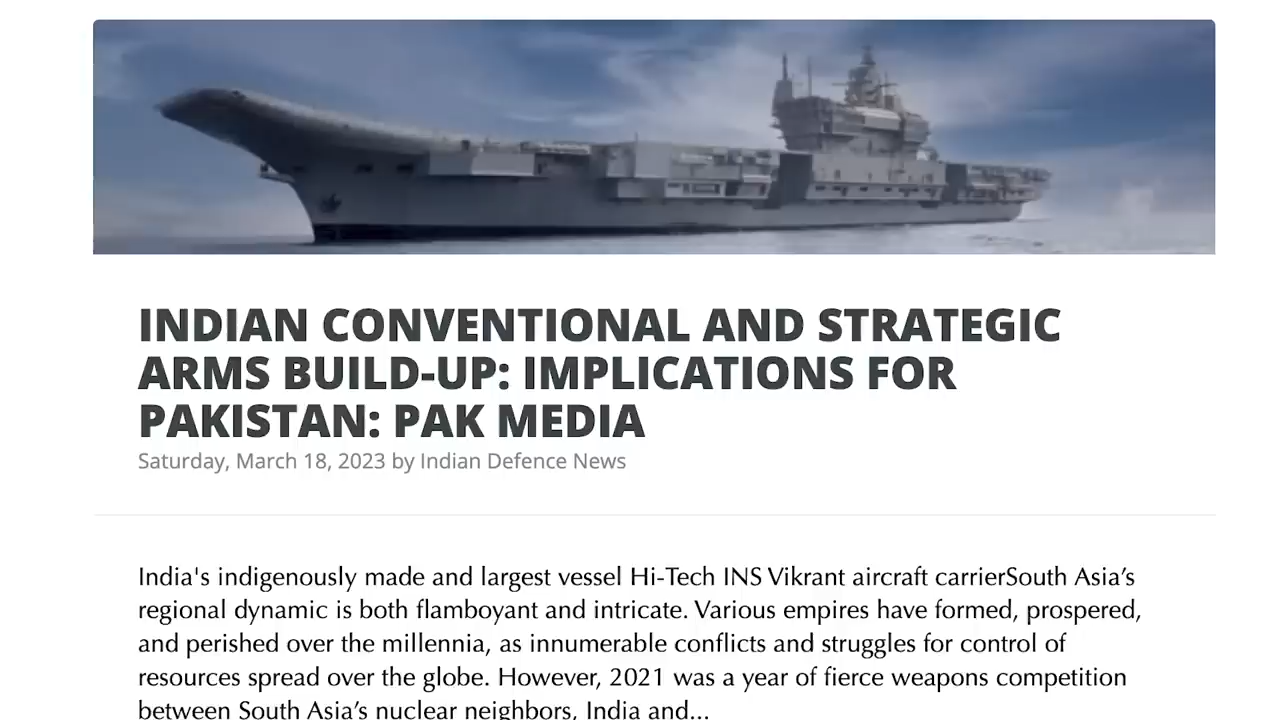 INDIAN CONVENTIONAL AND STRATEGIC
ARMS BUILD-UP: IMPLICATIONS FOR
PAKISTAN: PAK MEDIA
Saturday, March 18, 2023 by Indian Defence News
India's indigenously made and largest vessel Hi-Tech INS Vikrant aircraft carrierSouth Asia’s
regional dynamic is both flamboyant and intricate. Various empires have formed, prospered,
and perished over the millennia, as innumerable conflicts and struggles for control of
resources spread over the globe. However, 2021 was a year of fierce weapons competition
between South Asia’s nuclear neighbors, India and...